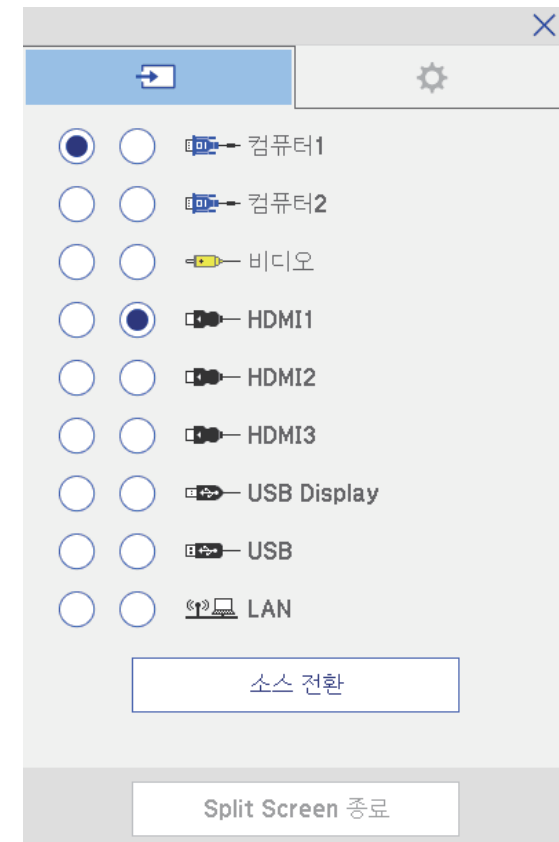 컴퓨터1
컴퓨터2
비디오
HDMI1
HDMI2
HDMI3
USB Display
USB
LAN
소스 전환
Split Screen 종료